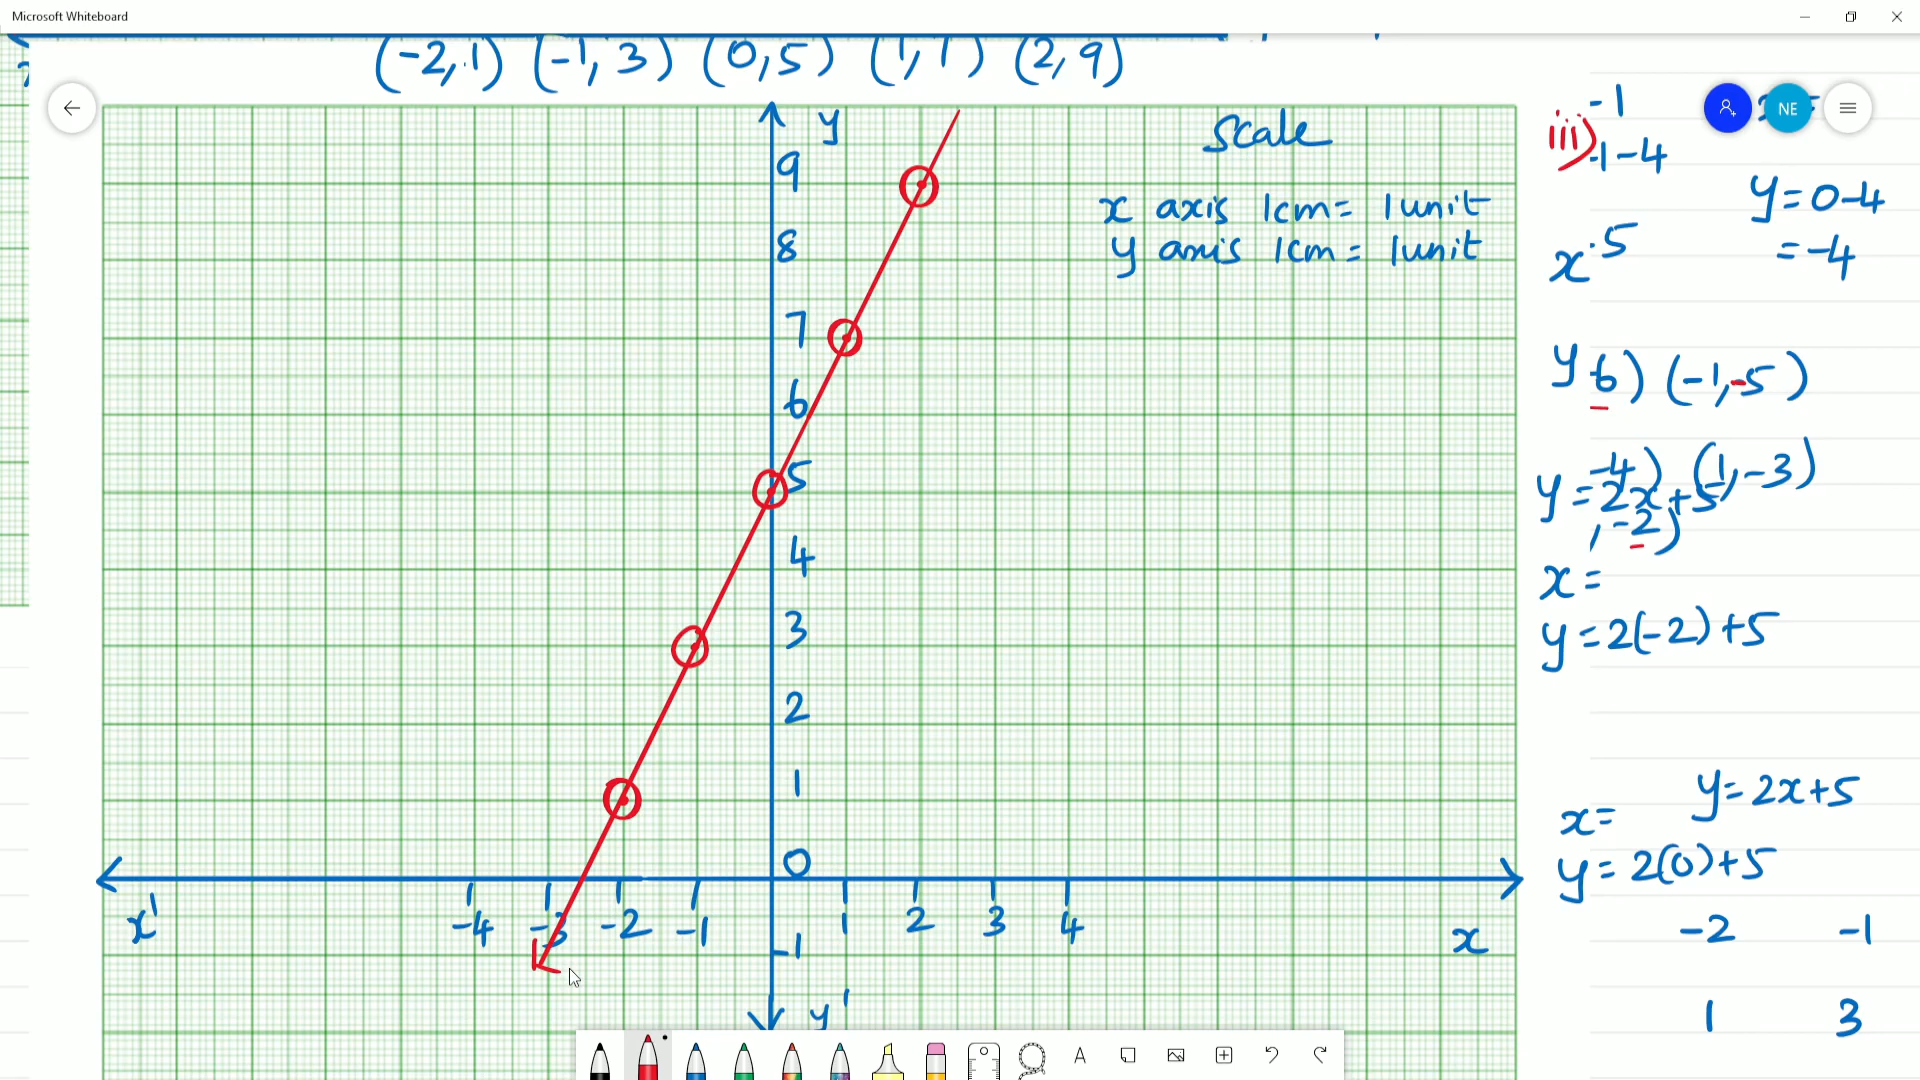 Microsoft Whiteboard
(-2, 1) (-1, 3) (0, 5) (1, 7) (2, 9)
y
Scale
x axis 1cm = 1unit
y axis 1cm = 1unit
9
8
7
6
5
4
3
2
1
0
x' -4 -3 -2 -1 1 2 3 4 x
-1
y'
NE
iii) -1
-1-4
y=0-4
x 5
=-4
y 6) (-1,-5)
-4) (1,-3)
y=2x+5
, -2)
x=
y=2(-2)+5
y=2x+5
x=
y=2(0)+5
-2 -1
1 3
A